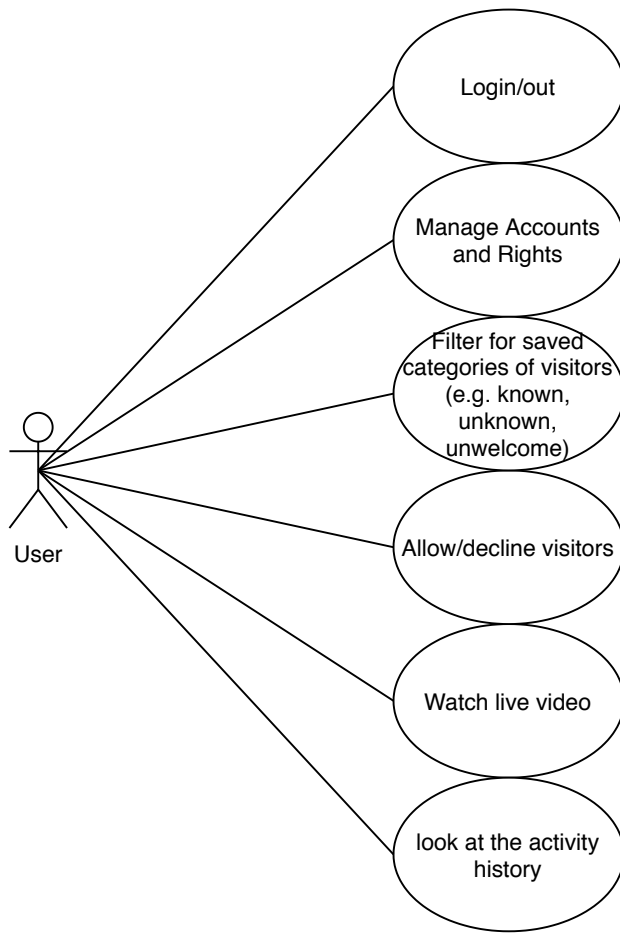 Login/out
Manage Accounts
and Rights
Filter for saved
categories of visitors
(e.g. known,
unknown,
unwelcome)
User
Allow/decline visitors
Watch live video
look at the activity
history